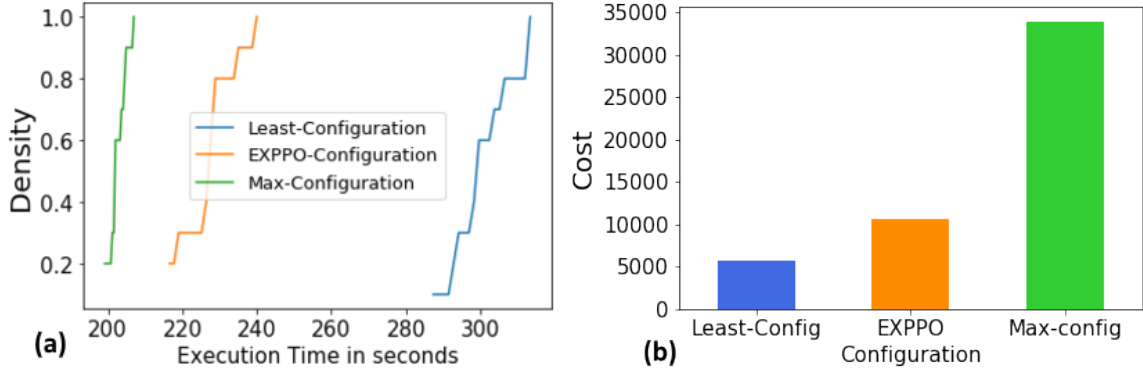 1.0
0.8
0.6
0.4
0.2
Density
Least-Configuration
EXPPO-Configuration
Max-Configuration
200 220 240 260 280 300
Execution Time in seconds
(a)
35000
30000
25000
20000
15000
10000
5000
0
Cost
Least-Config EXPPO Max-config
Configuration
(b)